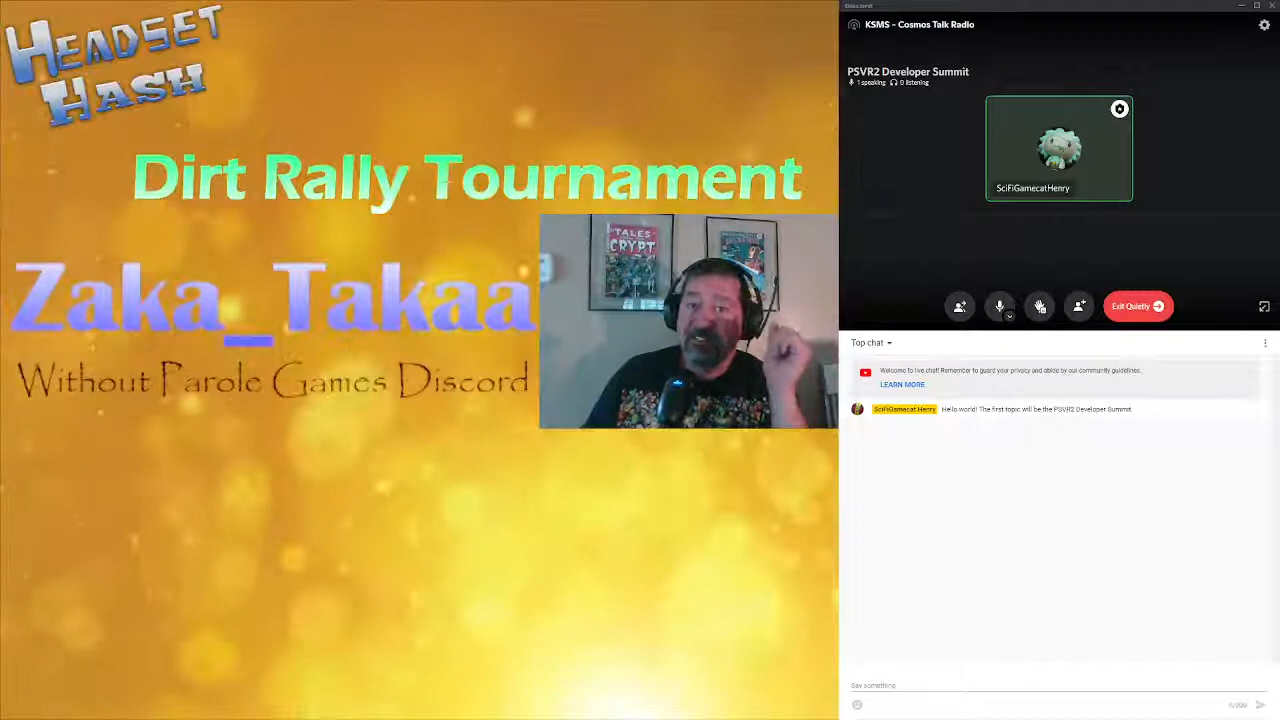 HEADSET
HASH
Dirt Rally Tournament
Zaka_Takaa
Without Parole Games Discord
TALES
CRYPT
Discord
KSMS - Cosmos Talk Radio
PSVR2 Developer Summit
1 speaking 0 listening
SciFiGamecatHenry
Exit Quietly
Top chat
Welcome to live chat! Remember to guard your privacy and abide by our community guidelines.
LEARN MORE
SciFiGamecat Henry Hello world! The first topic will be the PSVR2 Developer Summit.
Say something
0/200